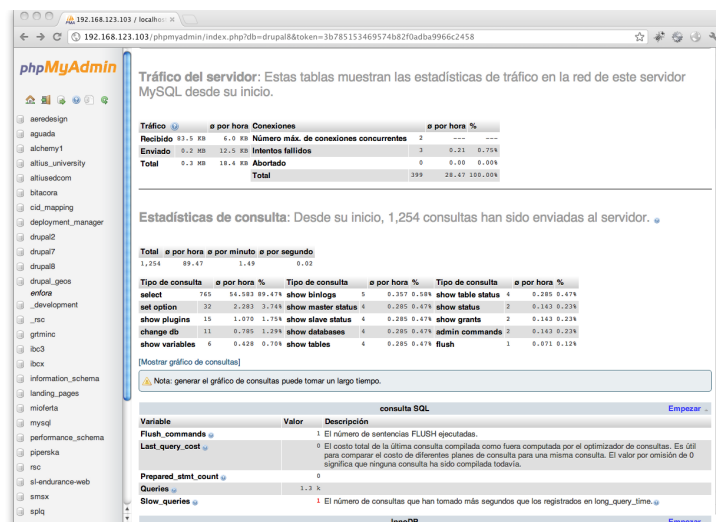 192.168.123.103 / localhos
192.168.123.103/phpmyadmin/index.php?db=drupal8&token=3b785153469574b82f0adba9966c2458
phpMyAdmin
aeredesign
aguada
alchemy1
altius_university
altiusedcom
bitacora
cid_mapping
deployment_manager
drupal2
drupal7
drupal8
drupal_geos
enfora
_development
_rsc
grtminc
ibc3
ibcx
information_schema
landing_pages
mioferta
mysql
performance_schema
piperska
rsc
sl-endurance-web
smsx
splq
Tráfico del servidor: Estas tablas muestran las estadísticas de tráfico en la red de este servidor
MySQL desde su inicio.
Tráfico ø por hora Conexiones ø por hora %
Recibido 83.5 KB 6.0 KB Número máx. de conexiones concurrentes 2 --- ---
Enviado 0.2 MB 12.5 KB Intentos fallidos 3 0.21 0.75%
Total 0.3 MB 18.4 KB Abortado 0 0.00 0.00%
Total 399 28.47 100.00%
Estadísticas de consulta: Desde su inicio, 1,254 consultas han sido enviadas al servidor.
Total ø por hora ø por minuto ø por segundo
1,254 89.47 1.49 0.02
Tipo de consulta ø por hora % Tipo de consulta ø por hora % Tipo de consulta ø por hora %
select 765 54.583 89.47% show binlogs 5 0.357 0.58% show table status 4 0.285 0.47%
set option 32 2.283 3.74% show master status 4 0.285 0.47% show status 2 0.143 0.23%
show plugins 15 1.070 1.75% show slave status 4 0.285 0.47% show grants 2 0.143 0.23%
change db 11 0.785 1.29% show databases 4 0.285 0.47% admin commands 2 0.143 0.23%
show variables 6 0.428 0.70% show tables 4 0.285 0.47% flush 1 0.071 0.12%
[Mostrar gráfico de consultas]
Nota: generar el gráfico de consultas puede tomar un largo tiempo.
consulta SQL Empezar
Variable Valor Descripción
Flush_commands 1 El número de sentencias FLUSH ejecutadas.
Last_query_cost 0 El costo total de la última consulta compilada como fuera computada por el optimizador de consultas. Es útil
para comparar el costo de diferentes planes de consulta para una misma consulta. El valor por omisión de 0
significa que ninguna consulta ha sido compilada todavía.
Prepared_stmt_count 0
Queries 1.3 k
Slow_queries 1 El número de consultas que han tomado más segundos que los registrados en long_query_time.
InnoDB Empezar